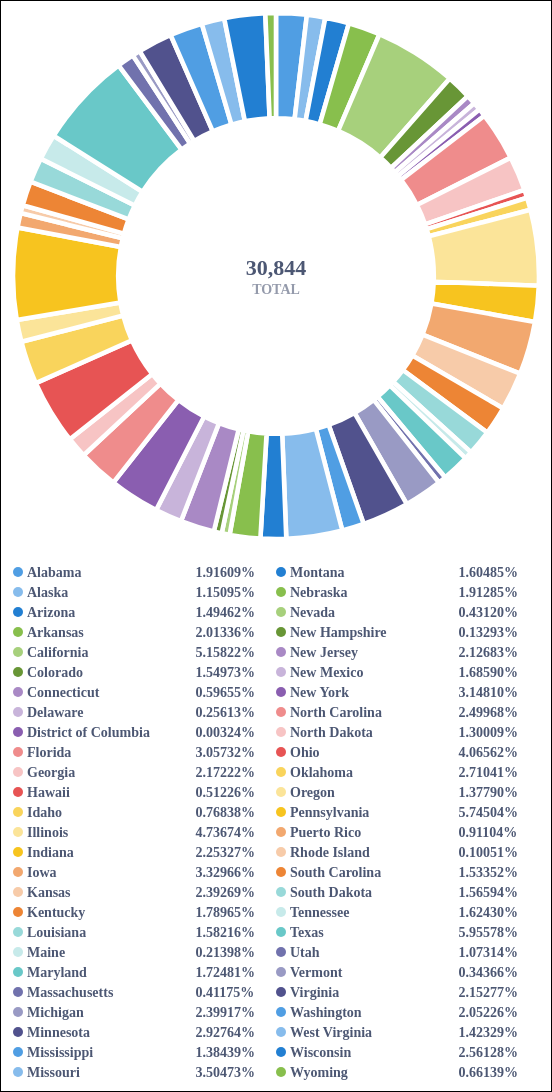 30,844
TOTAL
Alabama 1.91609% Montana 1.60485%
Alaska 1.15095% Nebraska 1.91285%
Arizona 1.49462% Nevada 0.43120%
Arkansas 2.01336% New Hampshire 0.13293%
California 5.15822% New Jersey 2.12683%
Colorado 1.54973% New Mexico 1.68590%
Connecticut 0.59655% New York 3.14810%
Delaware 0.25613% North Carolina 2.49968%
District of Columbia 0.00324% North Dakota 1.30009%
Florida 3.05732% Ohio 4.06562%
Georgia 2.17222% Oklahoma 2.71041%
Hawaii 0.51226% Oregon 1.37790%
Idaho 0.76838% Pennsylvania 5.74504%
Illinois 4.73674% Puerto Rico 0.91104%
Indiana 2.25327% Rhode Island 0.10051%
Iowa 3.32966% South Carolina 1.53352%
Kansas 2.39269% South Dakota 1.56594%
Kentucky 1.78965% Tennessee 1.62430%
Louisiana 1.58216% Texas 5.95578%
Maine 0.21398% Utah 1.07314%
Maryland 1.72481% Vermont 0.34366%
Massachusetts 0.41175% Virginia 2.15277%
Michigan 2.39917% Washington 2.05226%
Minnesota 2.92764% West Virginia 1.42329%
Mississippi 1.38439% Wisconsin 2.56128%
Missouri 3.50473% Wyoming 0.66139%